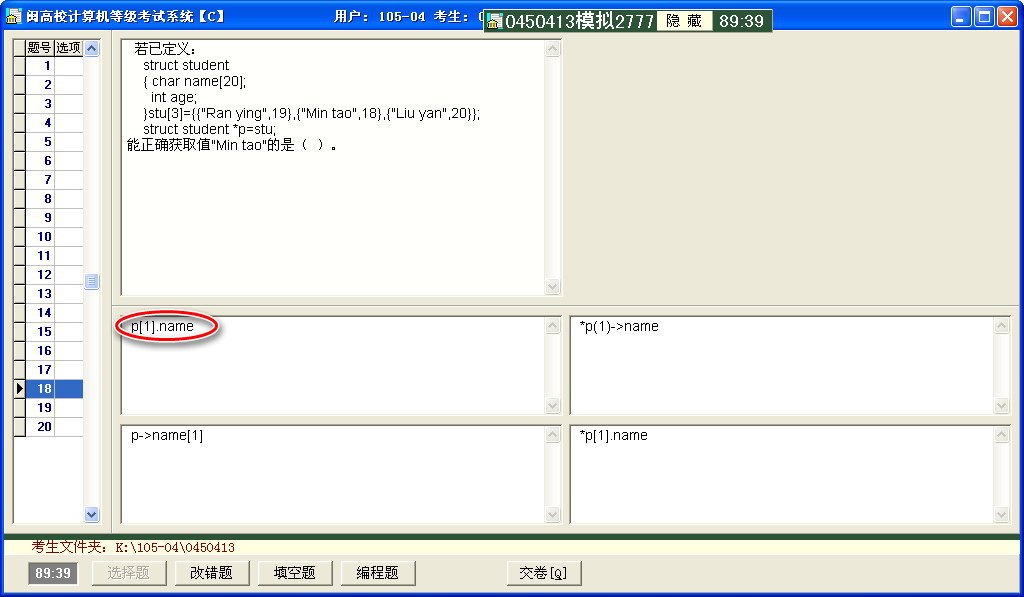 闽高校计算机等级考试系统【C】
用户: 105-04 考生:
0450413模拟2777 隐 藏 89:39
题号 选项
1
2
3
4
5
6
7
8
9
10
11
12
13
14
15
16
17
18
19
20
若已定义:
struct student
{ char name[20];
int age;
}stu[3]={{"Ran ying",19},{"Min tao",18},{"Liu yan",20}};
struct student *p=stu;
能正确获取值"Min tao"的是（ ）。
p[1].name
*p(1)->name
p->name[1]
*p[1].name
考生文件夹: K:\105-04\0450413
89:39 选择题 改错题 填空题 编程题 交卷[Q]